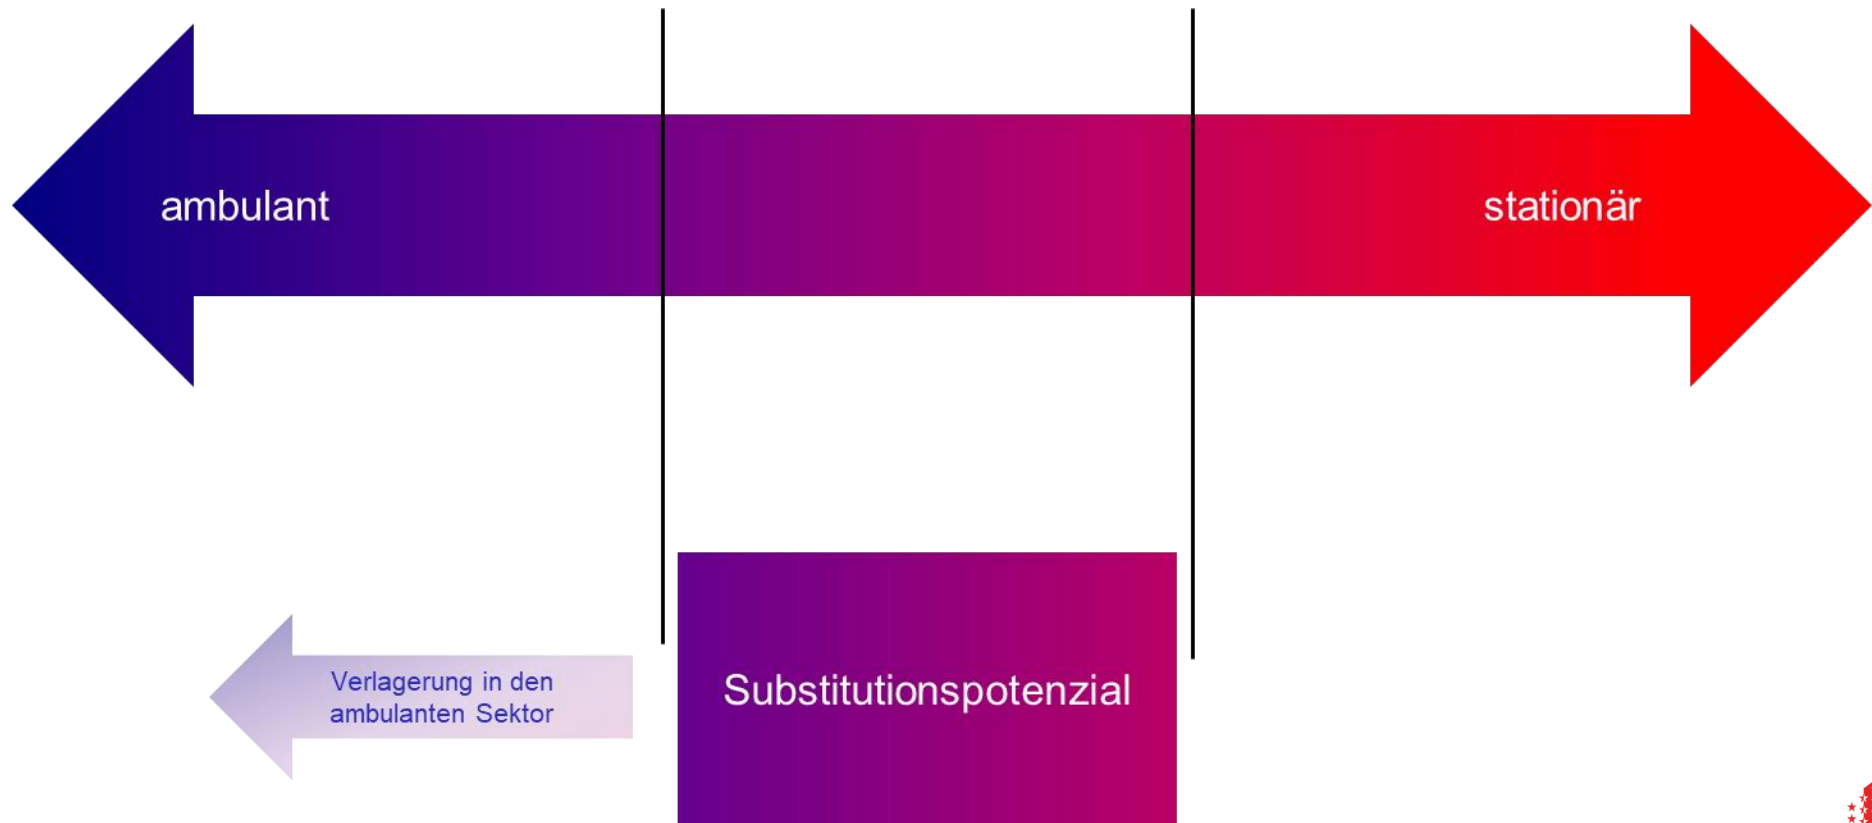 ambulant
stationär
Verlagerung in den
ambulanten Sektor
Substitutionspotenzial